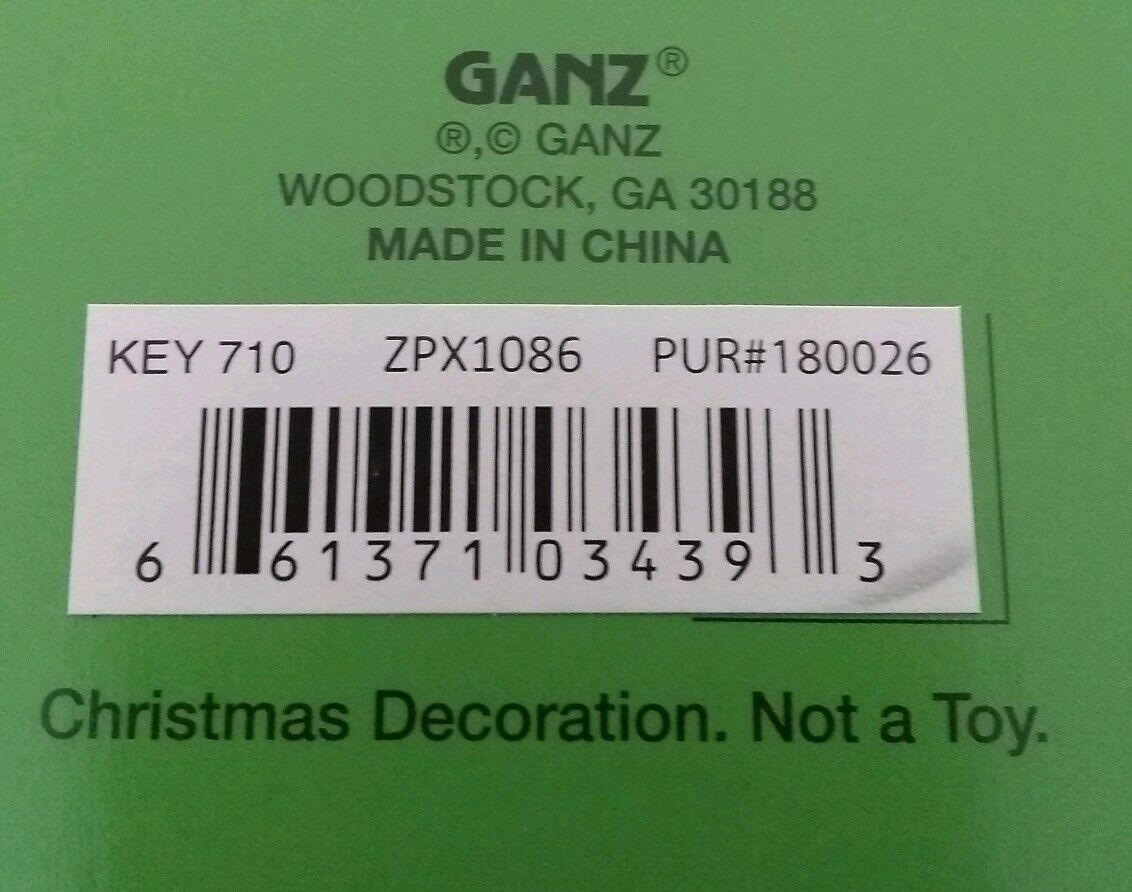 GANZ®
®,© GANZ
WOODSTOCK, GA 30188
MADE IN CHINA
KEY 710 ZPX1086 PUR#180026
6 61371 03439 3
Christmas Decoration. Not a Toy.